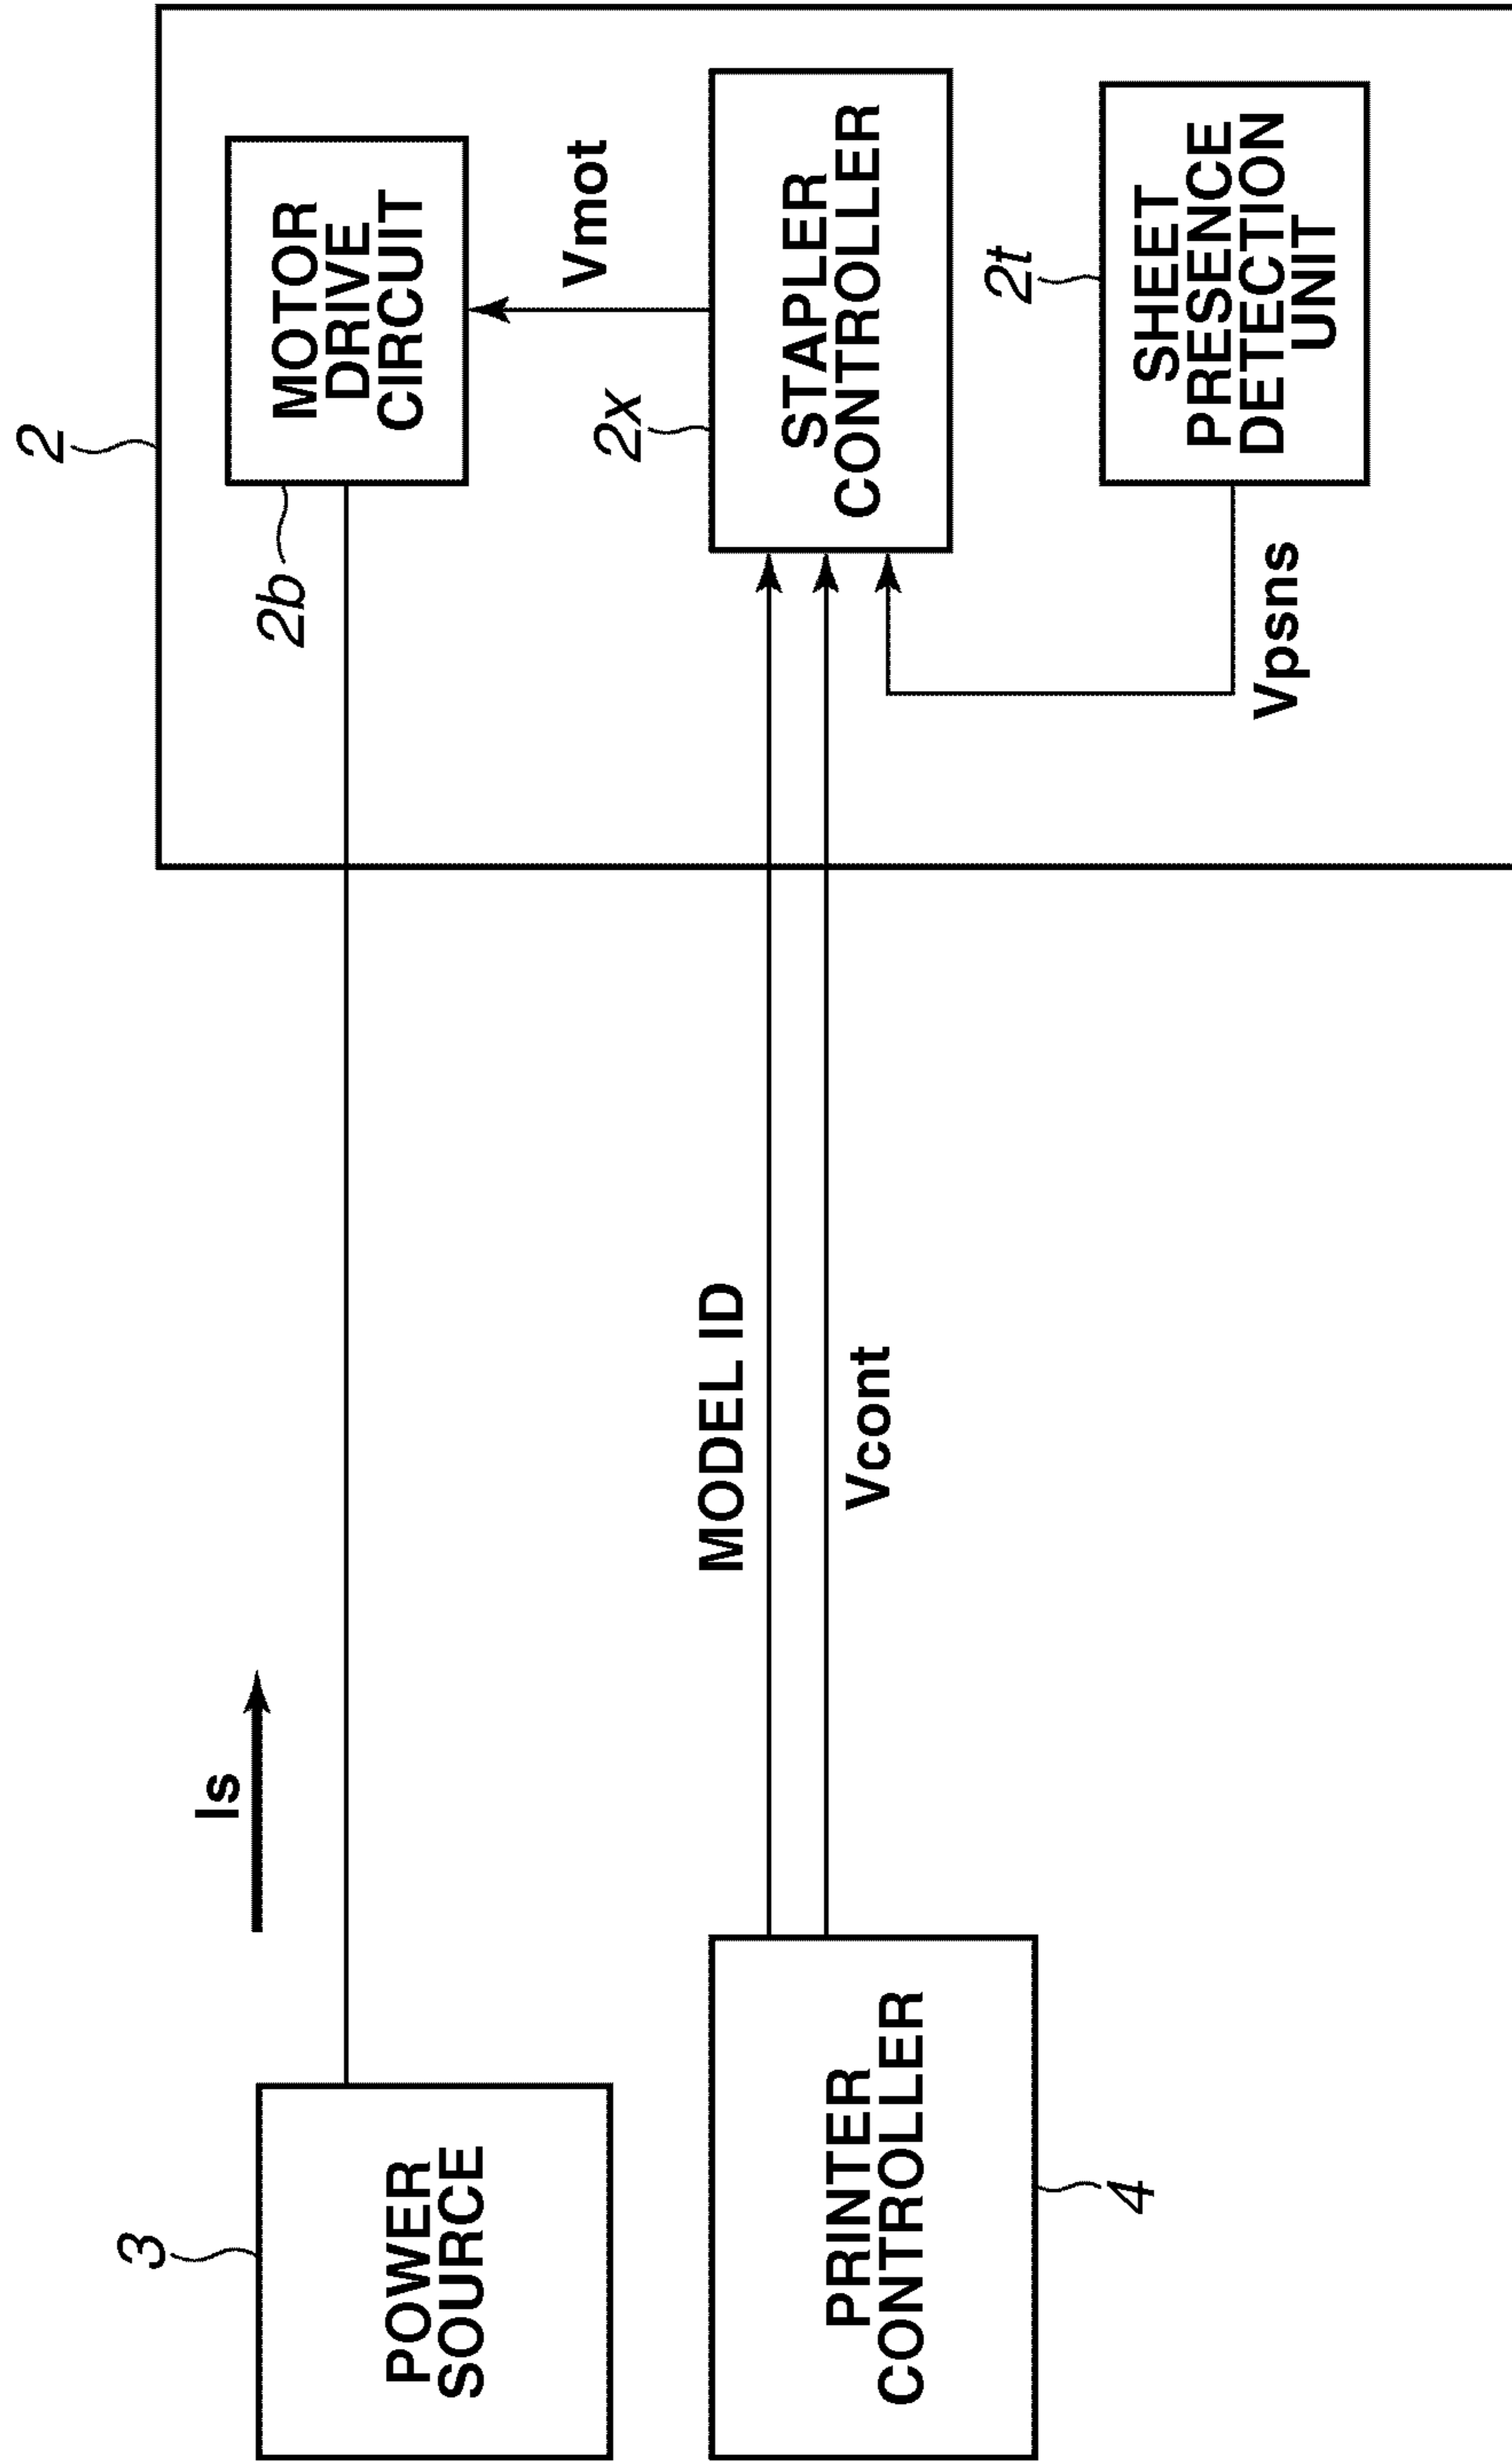 2
MOTOR
DRIVE
CIRCUIT
2b
Vmot
3
POWER
SOURCE
Is
2x
STAPLER
CONTROLLER
MODEL ID
Vcont
PRINTER
CONTROLLER
4
2t
SHEET
PRESENCE
DETECTION
UNIT
Vpsns